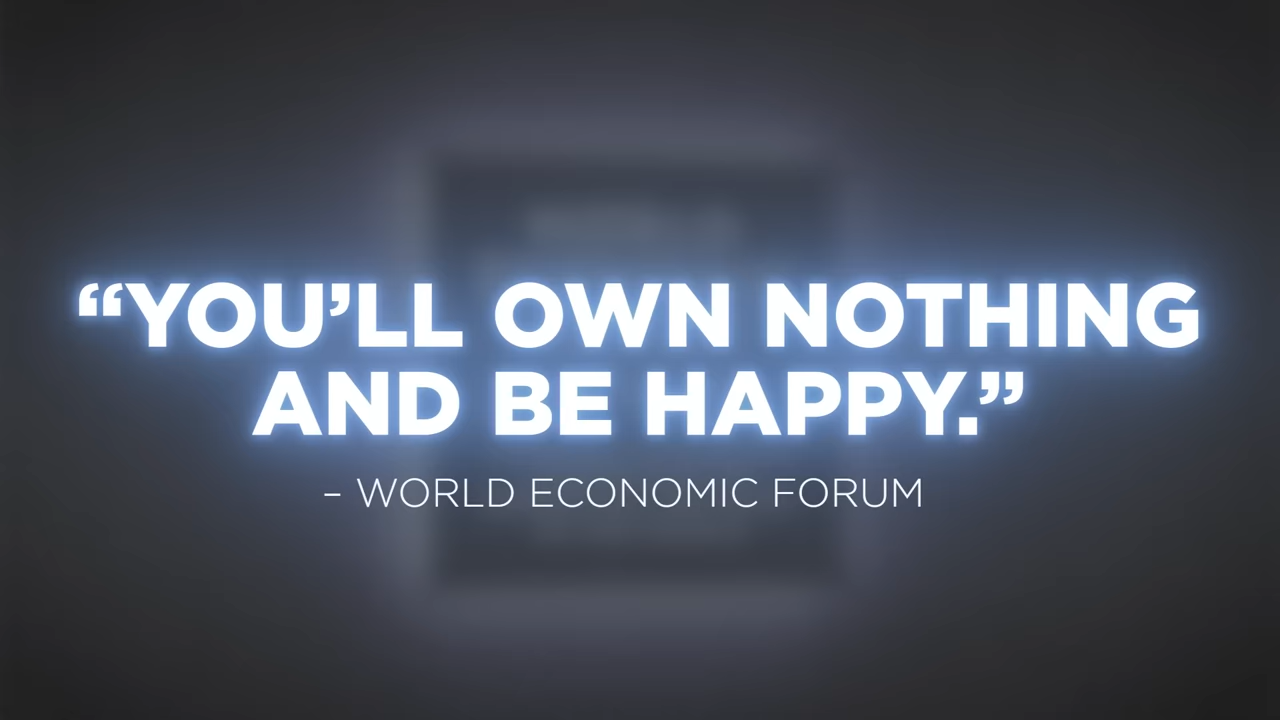 “YOU’LL OWN NOTHING
AND BE HAPPY.”
– WORLD ECONOMIC FORUM